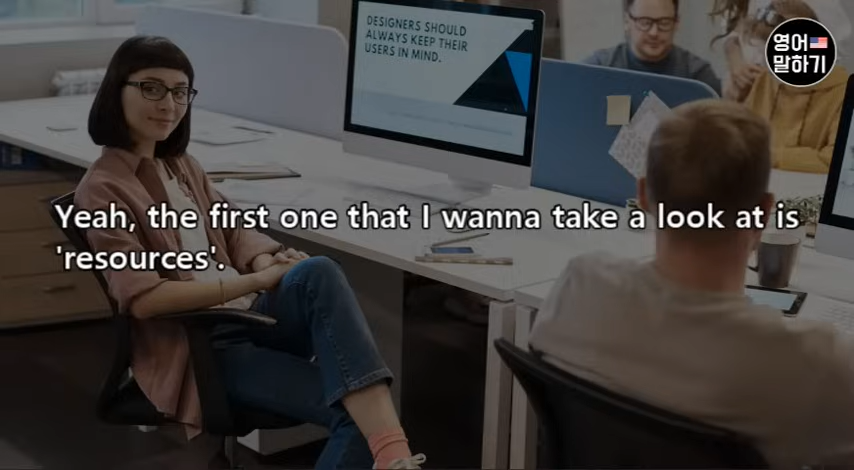 DESIGNERS SHOULD
ALWAYS KEEP THEIR
USERS IN MIND.
영어
말하기
Yeah, the first one that I wanna take a look at is
'resources'.